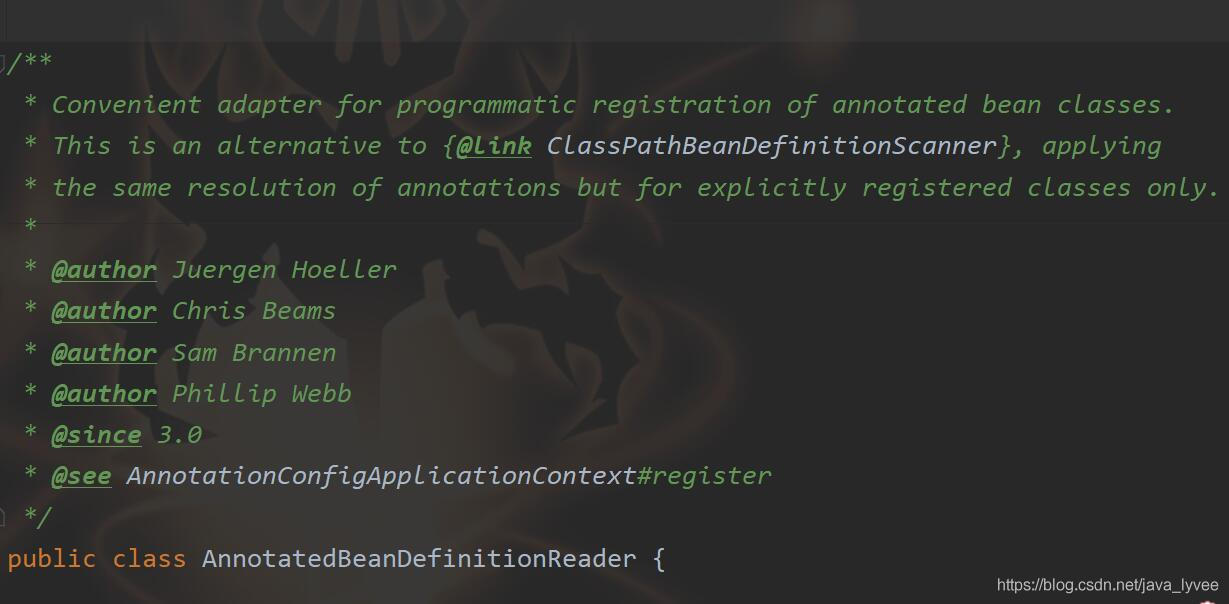 /**
* Convenient adapter for programmatic registration of annotated bean classes.
* This is an alternative to {@link ClassPathBeanDefinitionScanner}, applying
* the same resolution of annotations but for explicitly registered classes only.
*
* @author Juergen Hoeller
* @author Chris Beams
* @author Sam Brannen
* @author Phillip Webb
* @since 3.0
* @see AnnotationConfigApplicationContext#register
*/
public class AnnotatedBeanDefinitionReader {
https://blog.csdn.net/java_lyvee